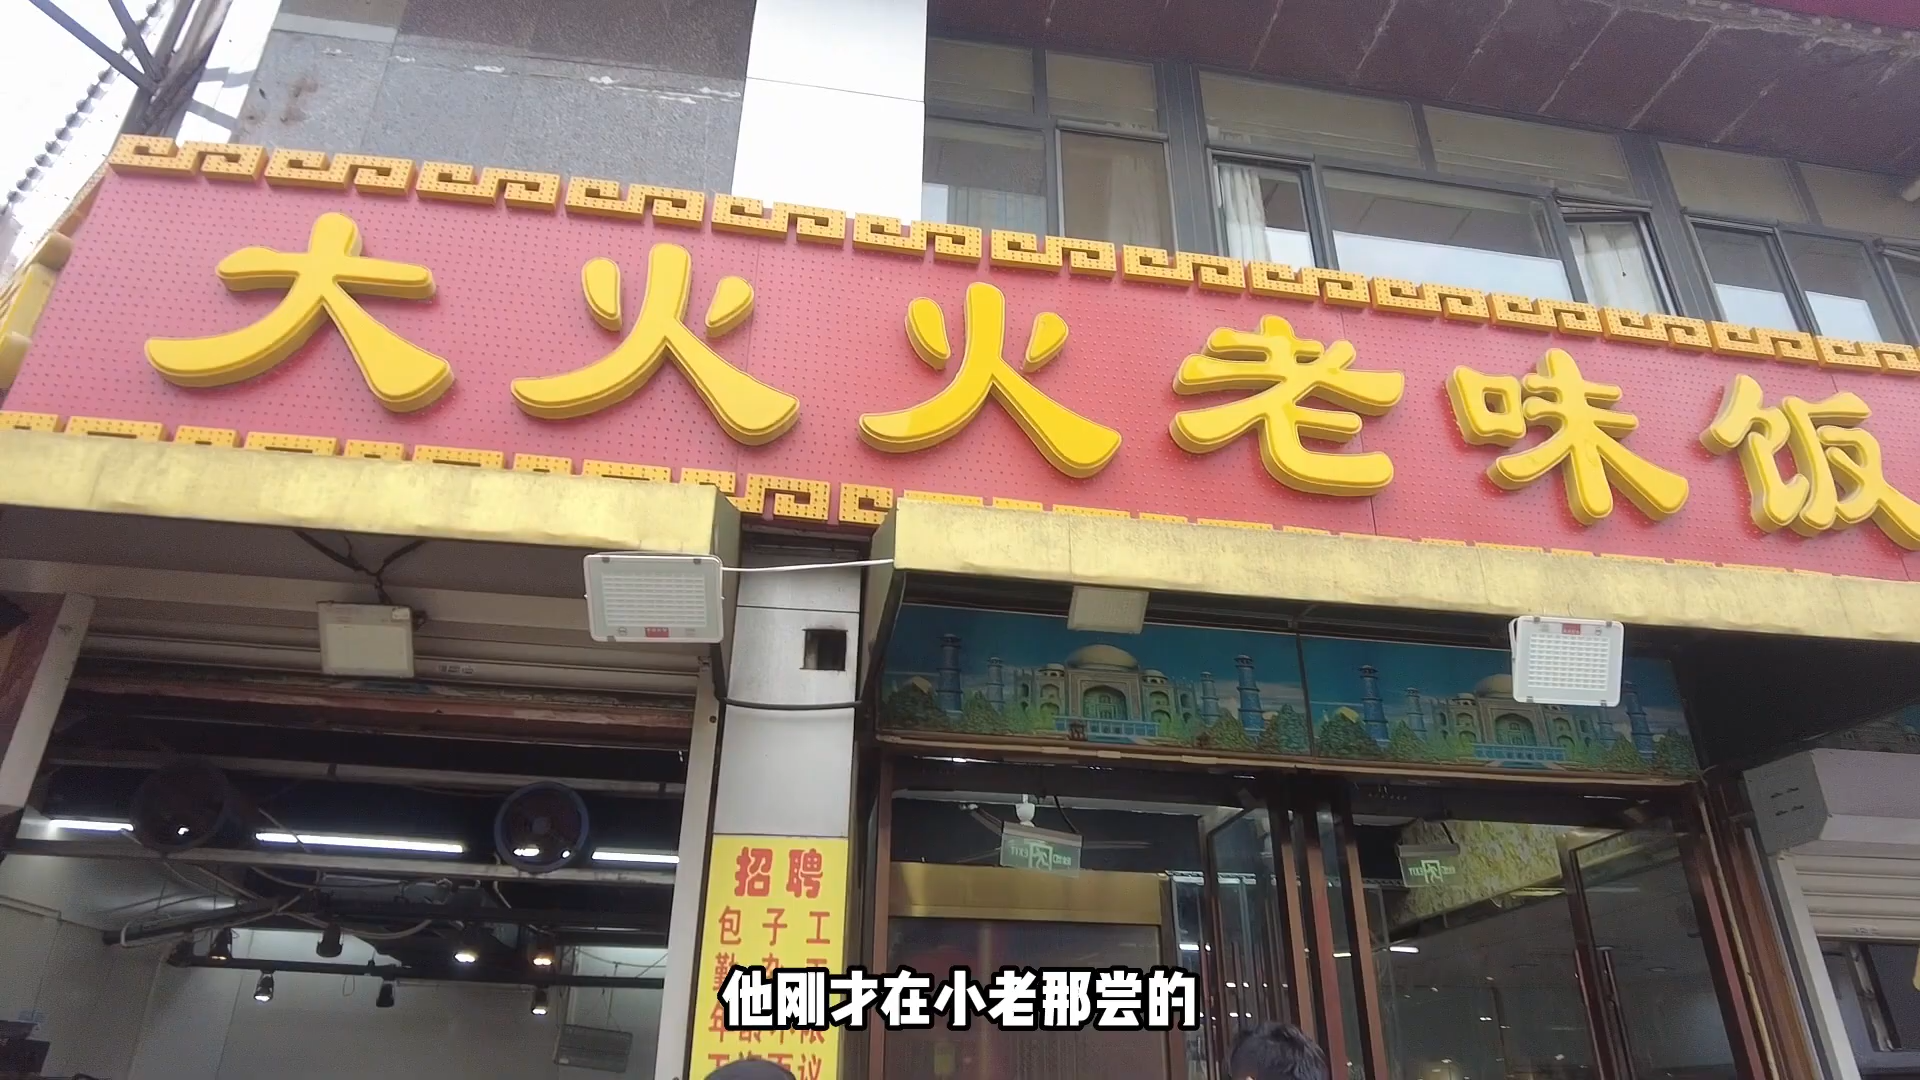 大火火老味饭
招聘
包子工
他刚才在小老那尝的